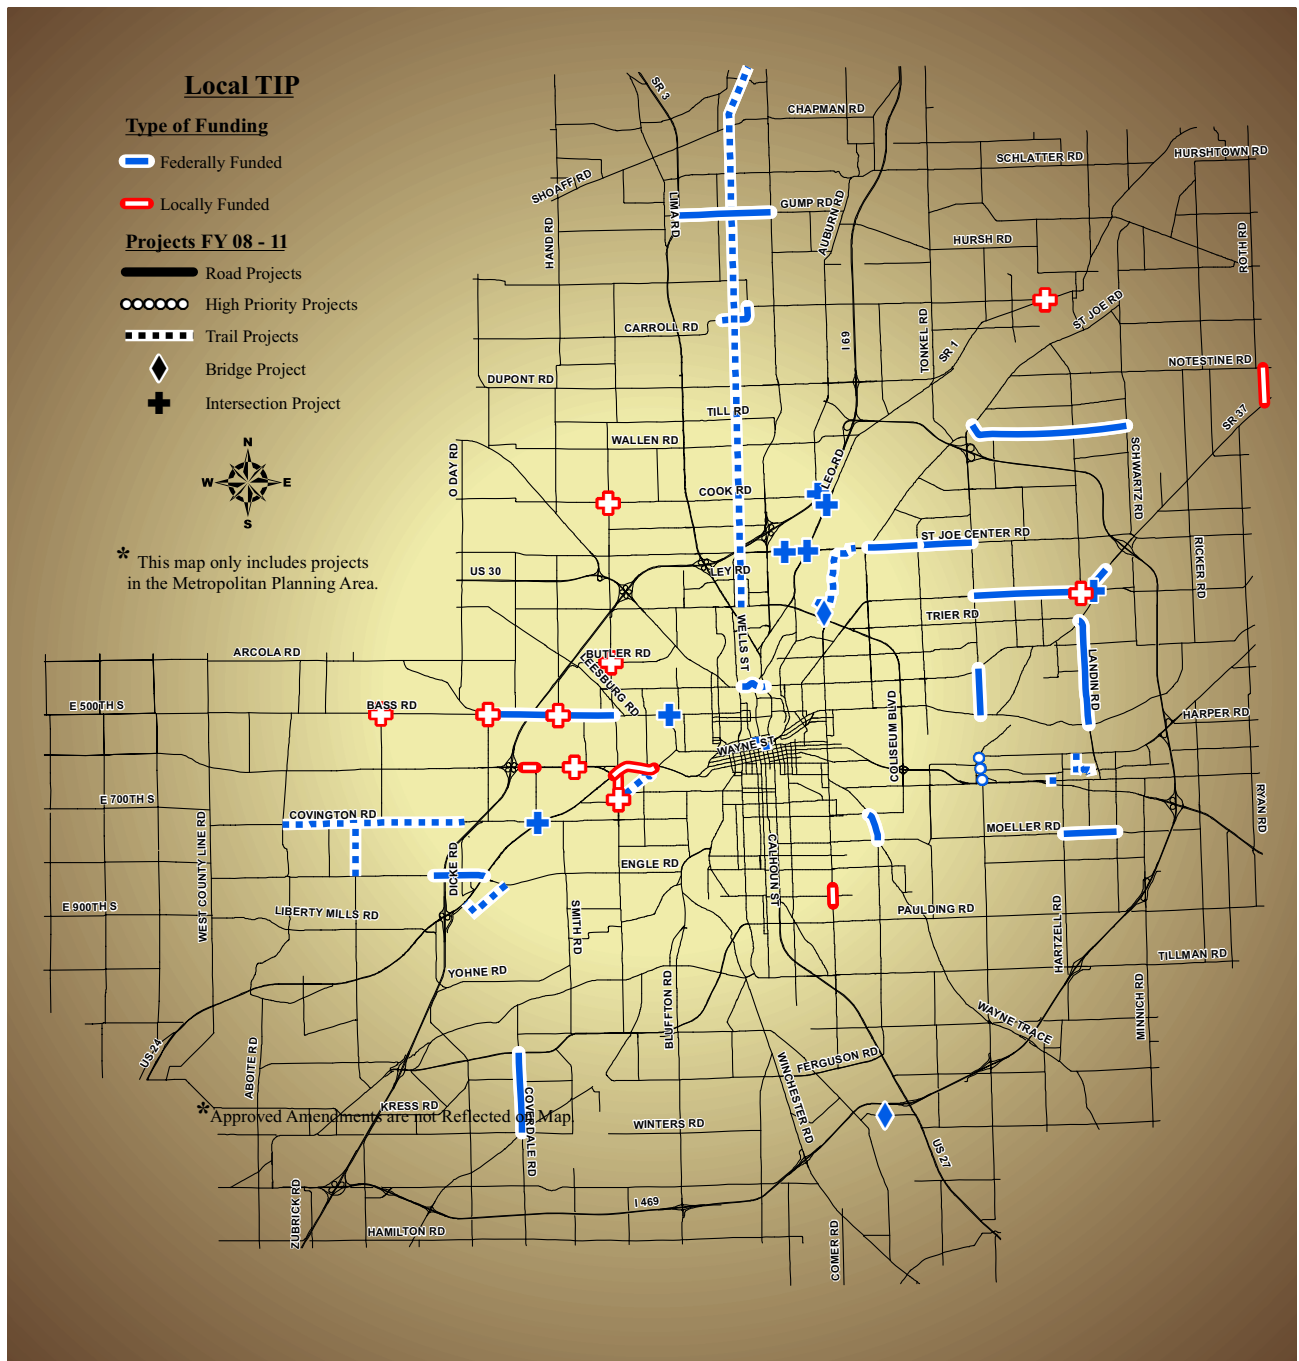 Local TIP
Type of Funding
Federally Funded
Locally Funded
Projects FY 08 - 11
Road Projects
High Priority Projects
Trail Projects
Bridge Project
Intersection Project
N
W
E
S
* This map only includes projects
in the Metropolitan Planning Area.
SR 3
CHAPMAN RD
SCHLATTER RD
HURSHTOWN RD
SHOAFF RD
LIMA RD
GUMP RD
AUBURN RD
HAND RD
HURSH RD
ROTH RD
CARROLL RD
I 69
TONKEL RD
SR 1
ST JOE RD
NOTESTINE RD
DUPONT RD
TILL RD
SR 37
WALLEN RD
O DAY RD
LEO RD
SCHWARTZ RD
COOK RD
ST JOE CENTER RD
US 30
LEY RD
RICKER RD
TRIER RD
WELLS ST
ARCOLA RD
BUTLER RD
LEESBURG RD
LANDIN RD
E 500TH S
BASS RD
COLISEUM BLVD
HARPER RD
WAYNE ST
E 700TH S
COVINGTON RD
RYAN RD
WEST COUNTY LINE RD
MOELLER RD
DICKE RD
ENGLE RD
CALHOUN ST
E 900TH S
LIBERTY MILLS RD
SMITH RD
PAULDING RD
HARTZELL RD
TILLMAN RD
YOHNE RD
BLUFFTON RD
MINNICH RD
WAYNE TRACE
US 24
ABOITE RD
FERGUSON RD
WINCHESTER RD
KRESS RD
*Approved Amendments are not Reflected on Map.
COVERDALE RD
WINTERS RD
US 27
ZUBRICK RD
I 469
HAMILTON RD
COMER RD